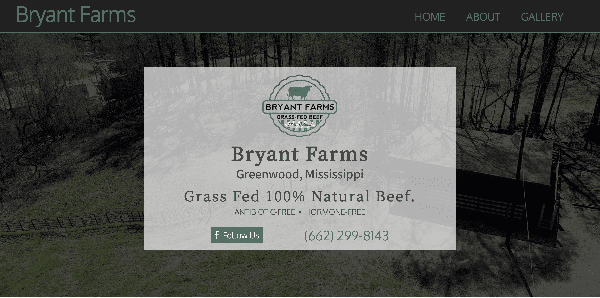 Bryant Farms
HOME ABOUT GALLERY
BRYANT FARMS
GRASS-FED BEEF
Bryant Farms
Greenwood, Mississippi
Grass Fed 100% Natural Beef.
ANTIBIOTIC-FREE • HORMONE-FREE
f Follow Us
(662) 299-8143